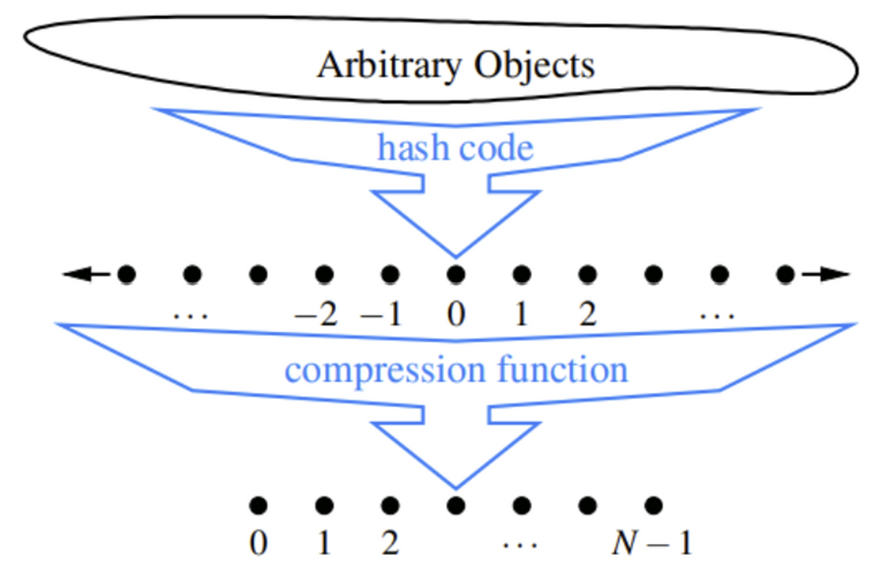 Arbitrary Objects
hash code
... −2 −1 0 1 2 ...
compression function
0 1 2 ... N − 1